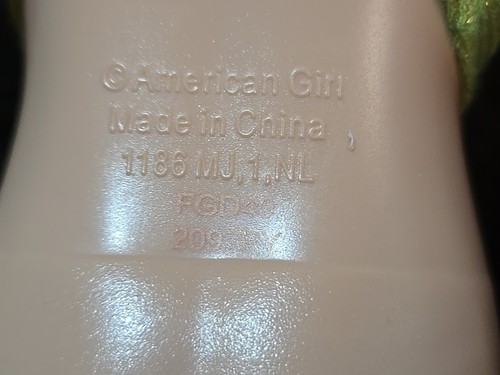 ©American Girl
Made in China
1186 MJ,1,NL